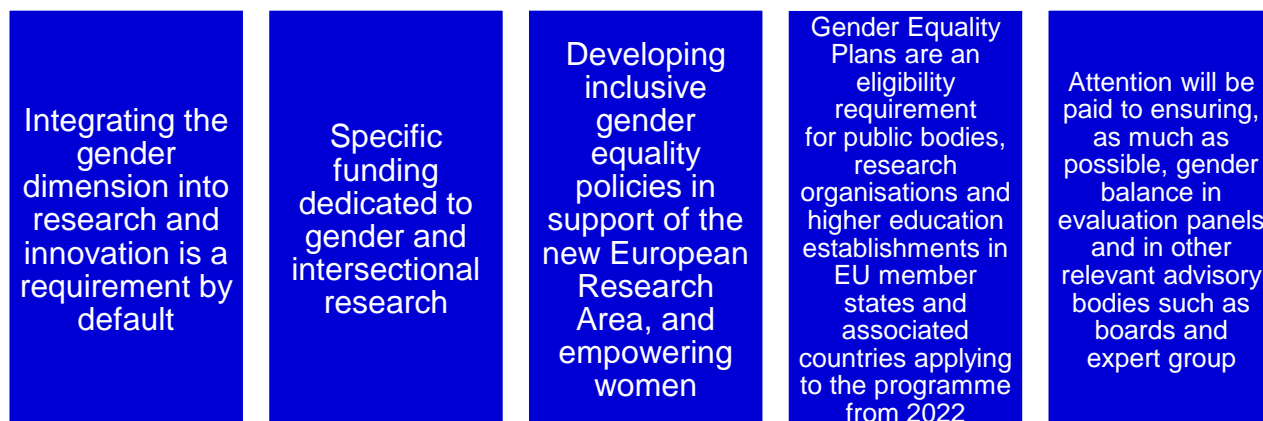 Integrating the
gender
dimension into
research and
innovation is a
requirement by
default
Specific
funding
dedicated to
gender and
intersectional
research
Developing
inclusive
gender
equality
policies in
support of the
new European
Research
Area, and
empowering
women
Gender Equality
Plans are an
eligibility
requirement
for public bodies,
research
organisations and
higher education
establishments in
EU member
states and
associated
countries applying
to the programme
from 2022
Attention will be
paid to ensuring,
as much as
possible, gender
balance in
evaluation panels
and in other
relevant advisory
bodies such as
boards and
expert group